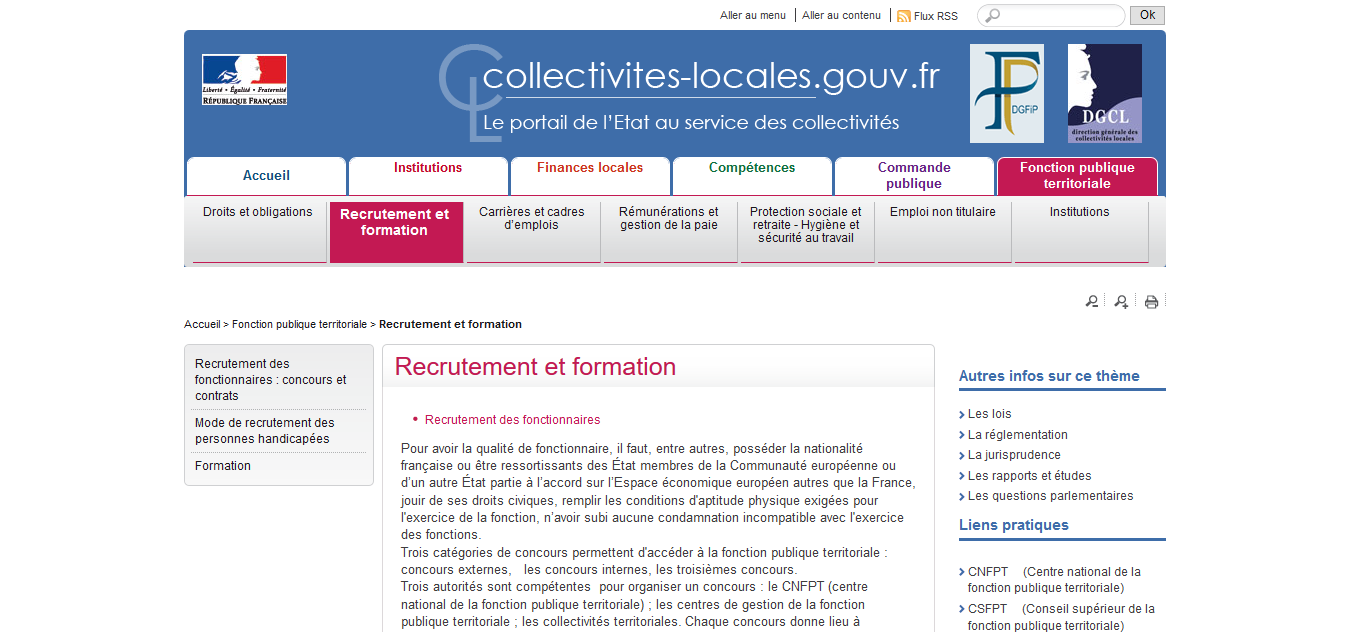 Aller au menu
Aller au contenu
Flux RSS
Ok
Liberté • Égalité • Fraternité
RÉPUBLIQUE FRANÇAISE
CL
collectivites-locales.gouv.fr
Le portail de l'Etat au service des collectivités
FP
DGFiP
DGCL
direction générale des
collectivités locales
Accueil
Institutions
Finances locales
Compétences
Commande
publique
Fonction publique
territoriale
Droits et obligations
Recrutement et
formation
Carrières et cadres
d'emplois
Rémunérations et
gestion de la paie
Protection sociale et
retraite - Hygiène et
sécurité au travail
Emploi non titulaire
Institutions
Accueil > Fonction publique territoriale > Recrutement et formation
Recrutement des
fonctionnaires : concours et
contrats
Mode de recrutement des
personnes handicapées
Formation
Recrutement et formation
• Recrutement des fonctionnaires
Pour avoir la qualité de fonctionnaire, il faut, entre autres, posséder la nationalité
française ou être ressortissants des État membres de la Communauté européenne ou
d'un autre État partie à l'accord sur l'Espace économique européen autres que la France,
jouir de ses droits civiques, remplir les conditions d'aptitude physique exigées pour
l'exercice de la fonction, n'avoir subi aucune condamnation incompatible avec l'exercice
des fonctions.
Trois catégories de concours permettent d'accéder à la fonction publique territoriale :
concours externes, les concours internes, les troisièmes concours.
Trois autorités sont compétentes pour organiser un concours : le CNFPT (centre
national de la fonction publique territoriale) ; les centres de gestion de la fonction
publique territoriale ; les collectivités territoriales. Chaque concours donne lieu à
Autres infos sur ce thème
Les lois
La réglementation
La jurisprudence
Les rapports et études
Les questions parlementaires
Liens pratiques
CNFPT (Centre national de la
fonction publique territoriale)
CSFPT (Conseil supérieur de la
fonction publique territoriale)